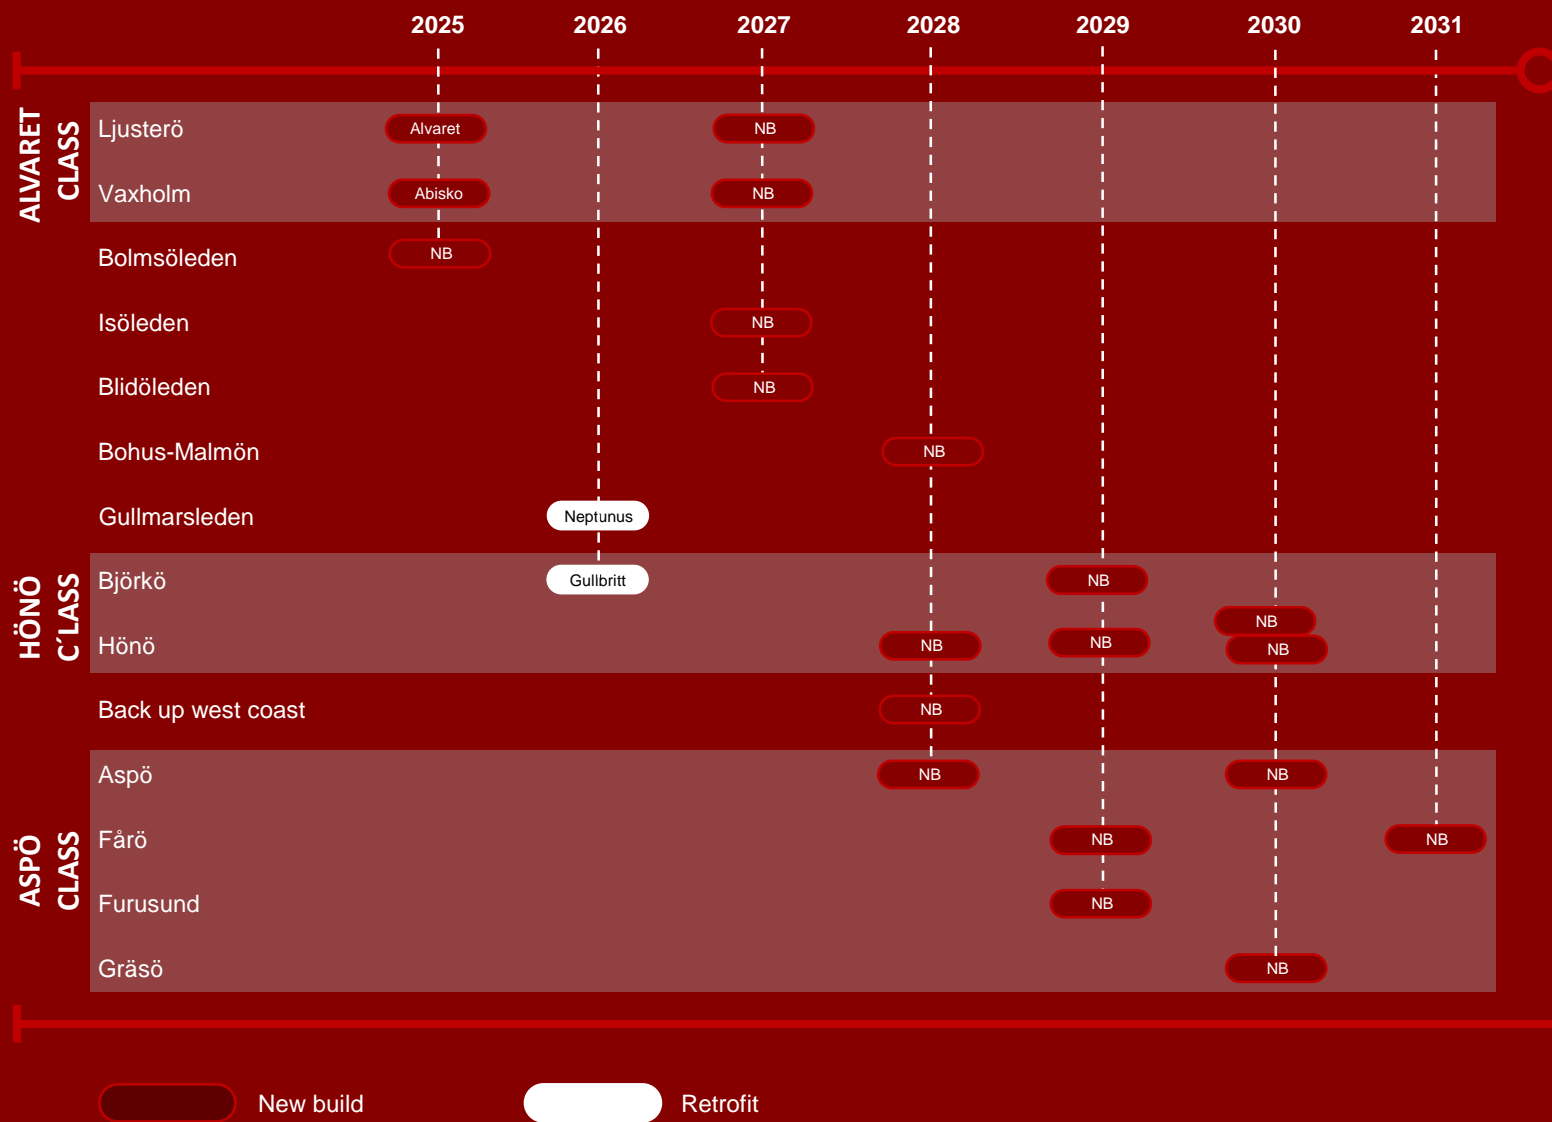 2025 2026 2027 2028 2029 2030 2031
ALVARET
CLASS
Ljusterö Alvaret NB
Vaxholm Abisko NB
Bolmsöleden NB
Isöleden NB
Blidöleden NB
Bohus-Malmön NB
Gullmarsleden Neptunus
HÖNÖ
C´LASS
Björkö Gullbritt NB
NB
Hönö NB NB NB
Back up west coast NB
ASPÖ
CLASS
Aspö NB NB
Fårö NB NB
Furusund NB
Gräsö NB
New build Retrofit